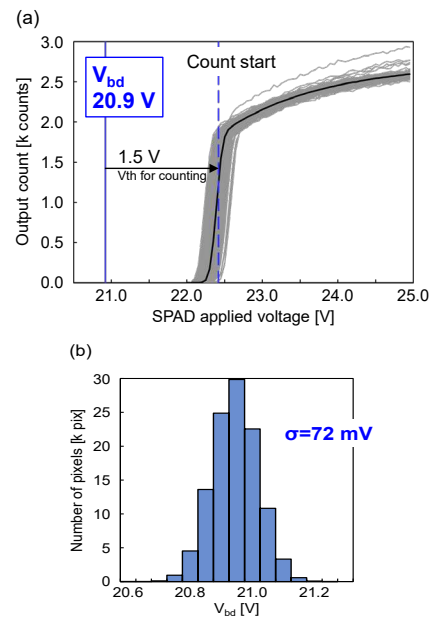 (a)
3.0
2.5
2.0
1.5
1.0
0.5
0.0
Output count [k counts]
V_bd
20.9 V
Count start
1.5 V
Vth for counting
21.0 22.0 23.0 24.0 25.0
SPAD applied voltage [V]
(b)
30
25
20
15
10
5
0
Number of pixels [k pix]
σ=72 mV
20.6 20.8 21.0 21.2
V_bd [V]